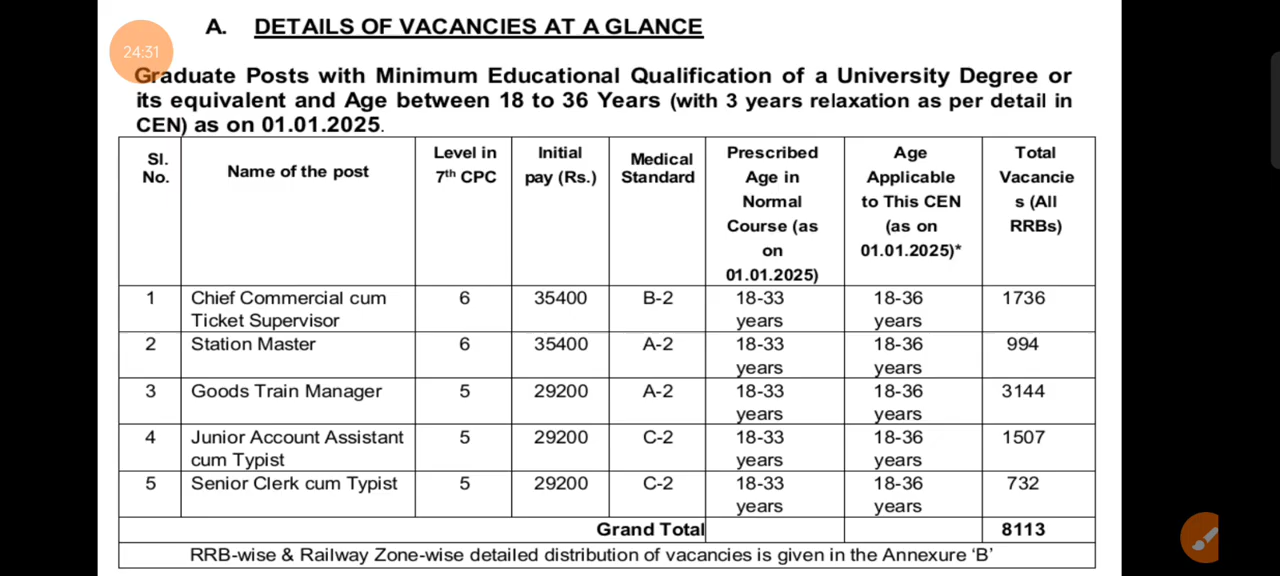 A. DETAILS OF VACANCIES AT A GLANCE
24:31
Graduate Posts with Minimum Educational Qualification of a University Degree or
its equivalent and Age between 18 to 36 Years (with 3 years relaxation as per detail in
CEN) as on 01.01.2025.
Sl. No. Name of the post Level in 7th CPC Initial pay (Rs.) Medical Standard Prescribed Age in Normal Course (as on 01.01.2025) Age Applicable to This CEN (as on 01.01.2025)* Total Vacancie s (All RRBs)
1 Chief Commercial cum Ticket Supervisor 6 35400 B-2 18-33 years 18-36 years 1736
2 Station Master 6 35400 A-2 18-33 years 18-36 years 994
3 Goods Train Manager 5 29200 A-2 18-33 years 18-36 years 3144
4 Junior Account Assistant cum Typist 5 29200 C-2 18-33 years 18-36 years 1507
5 Senior Clerk cum Typist 5 29200 C-2 18-33 years 18-36 years 732
Grand Total 8113
RRB-wise & Railway Zone-wise detailed distribution of vacancies is given in the Annexure ‘B’